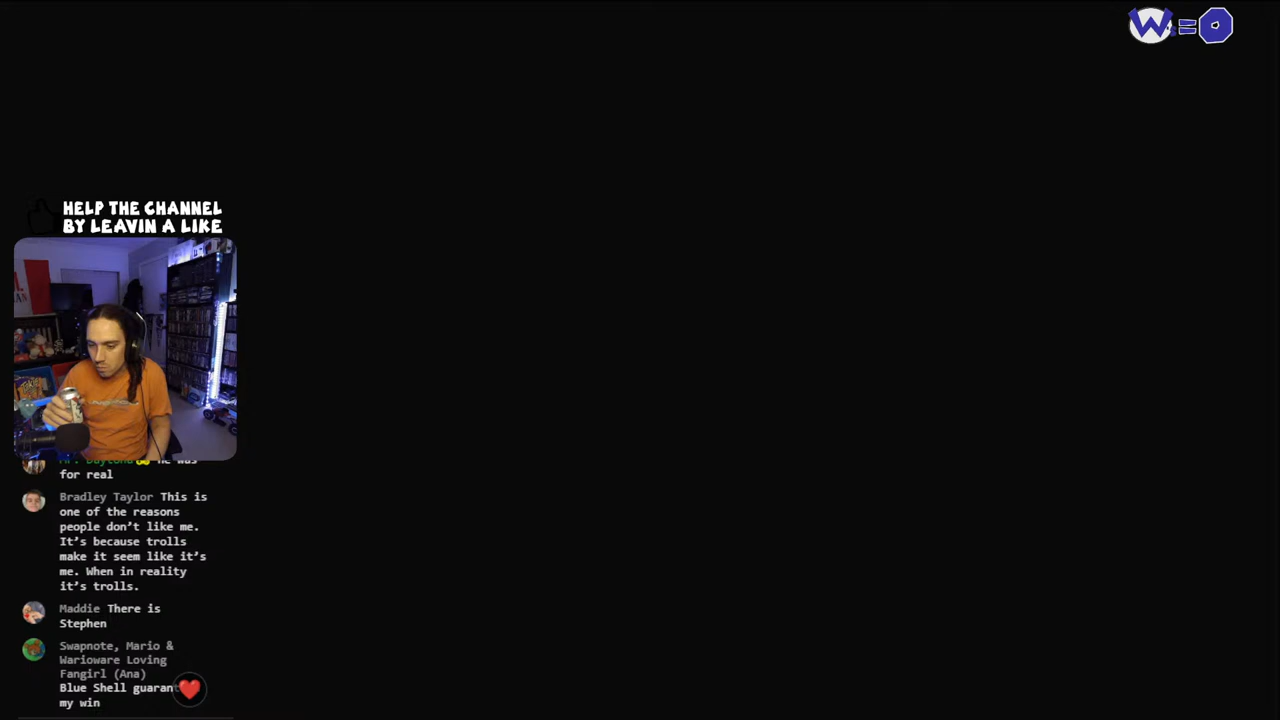 W = 0
HELP THE CHANNEL
BY LEAVIN A LIKE
for real
Bradley Taylor This is
one of the reasons
people don't like me.
It's because trolls
make it seem like it's
me. When in reality
it's trolls.
Maddie There is
Stephen
Swapnote, Mario &
Warioware Loving
Fangirl (Ana)
Blue Shell guarant
my win